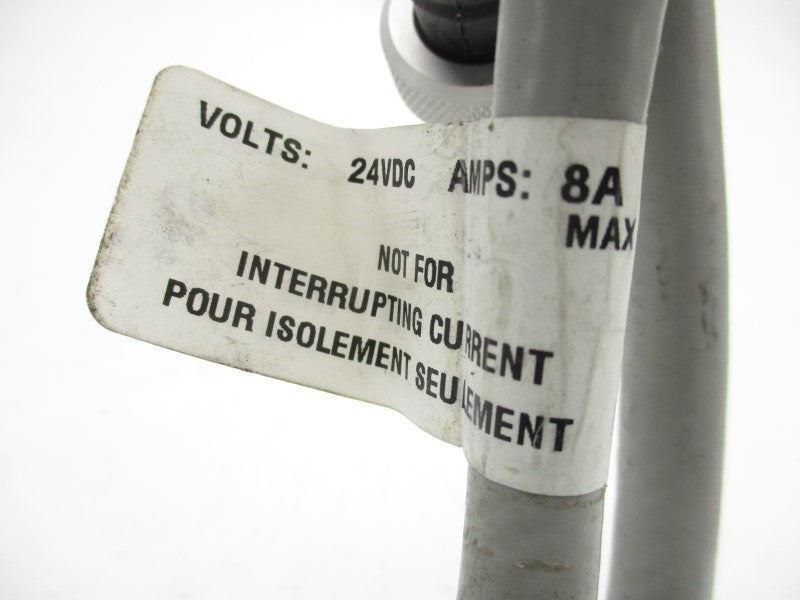 VOLTS: 24VDC AMPS: 8A
MAX
NOT FOR
INTERRUPTING CURRENT
POUR ISOLEMENT SEULEMENT